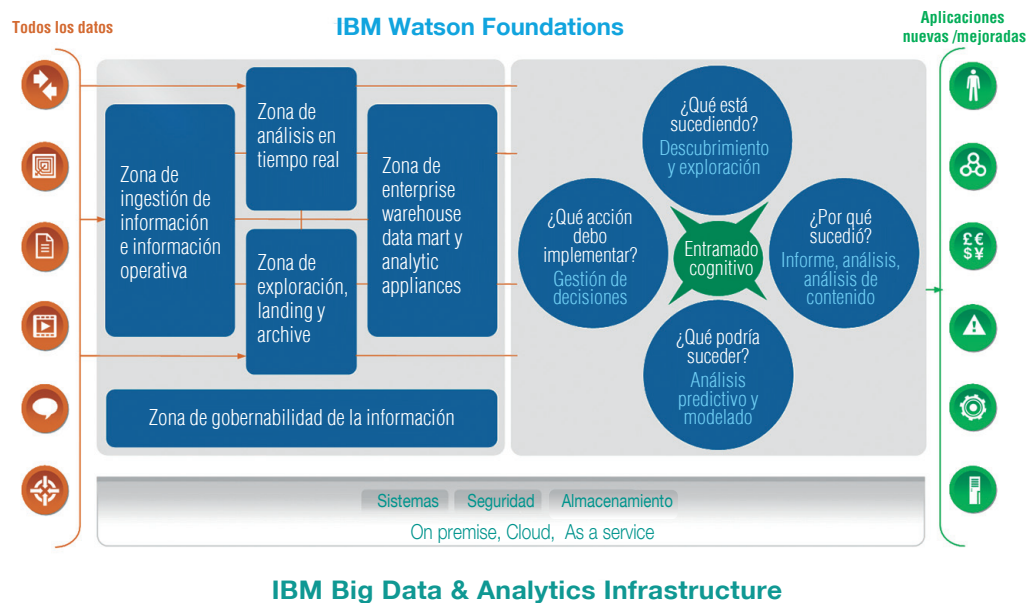 Todos los datos
IBM Watson Foundations
Aplicaciones
nuevas /mejoradas
Zona de
ingestión de
información
e información
operativa
Zona de
análisis en
tiempo real
Zona de
exploración,
landing y
archive
Zona de
enterprise
warehouse
data mart y
analytic
appliances
Zona de gobernabilidad de la información
¿Qué está
sucediendo?
Descubrimiento
y exploración
¿Qué acción
debo
implementar?
Gestión de
decisiones
Entramado
cognitivo
¿Por qué
sucedió?
Informe, análisis,
análisis de
contenido
¿Qué podría
suceder?
Análisis
predictivo y
modelado
£€
$¥
Sistemas Seguridad Almacenamiento
On premise, Cloud, As a service
IBM Big Data & Analytics Infrastructure